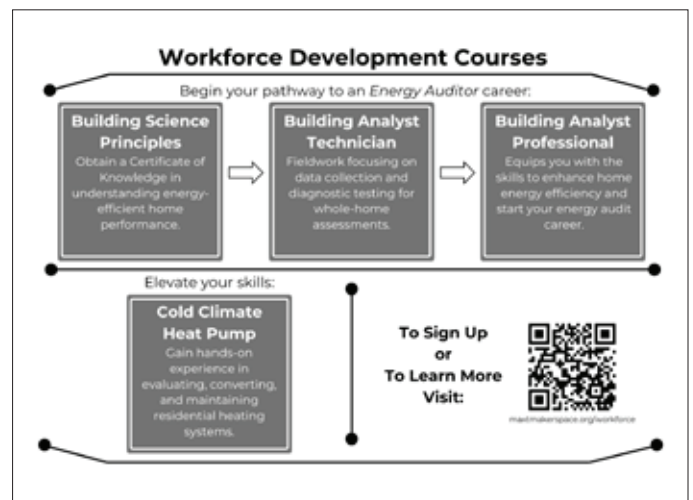 Workforce Development Courses
Begin your pathway to an Energy Auditor career:
Building Science
Principles
Obtain a Certificate of
Knowledge in
understanding energy-
efficient home
performance.
Building Analyst
Technician
Fieldwork focusing on
data collection and
diagnostic testing for
whole-home
assessments.
Building Analyst
Professional
Equips you with the
skills to enhance home
energy efficiency and
start your energy audit
career.
Elevate your skills:
Cold Climate
Heat Pump
Gain hands-on
experience in
evaluating, converting,
and maintaining
residential heating
systems.
To Sign Up
or
To Learn More
Visit:
maxtmakerspace.org/workforce